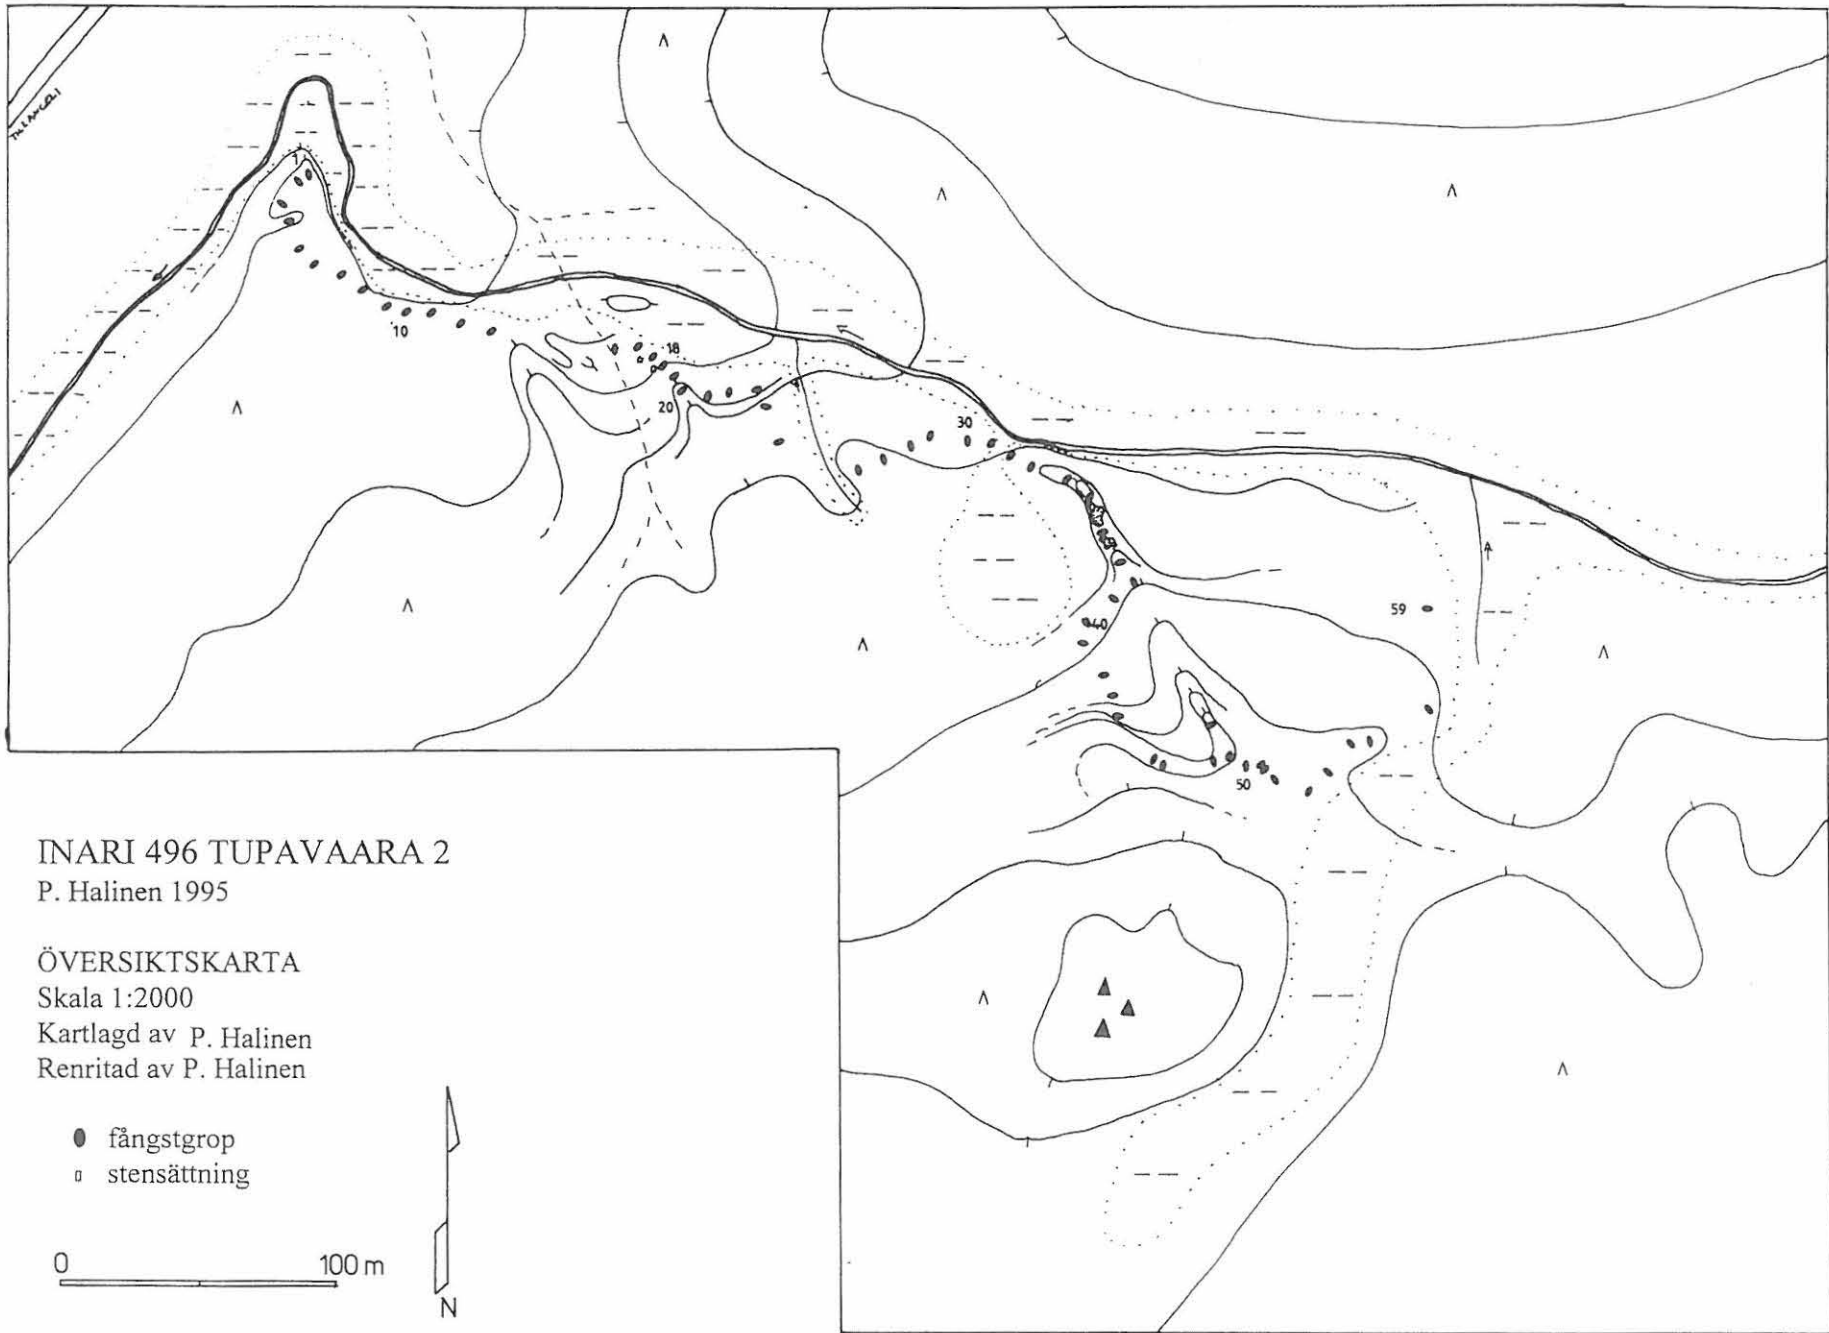 1
10
18
20
30
40
59
50
INARI 496 TUPAVAARA 2
P. Halinen 1995
ÖVERSIKTSKARTA
Skala 1:2000
Kartlagd av P. Halinen
Renritad av P. Halinen
fångstgrop
stensättning
0 100 m
N